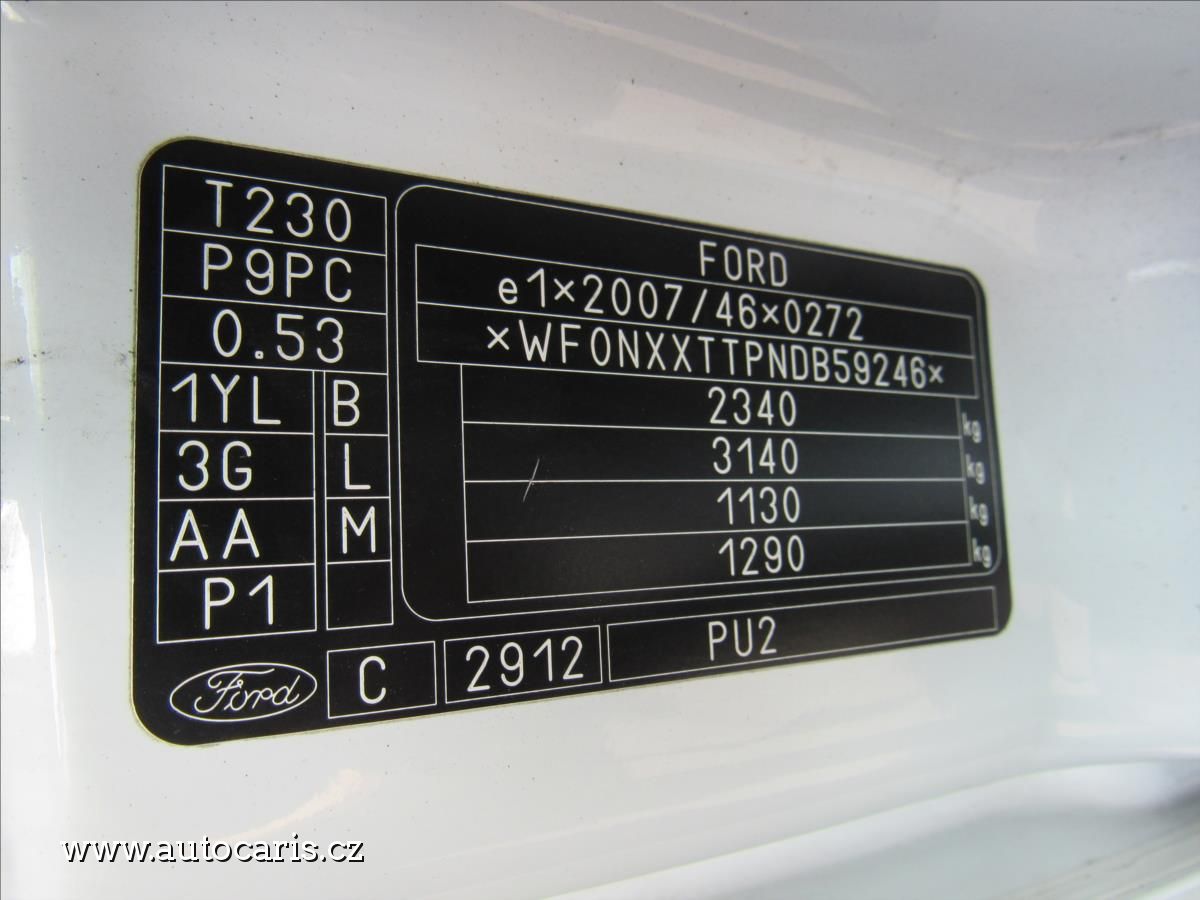 T230
P9PC
0.53
1YL B
3G L
AA M
P1
FORD
e1×2007/46×0272
×WF0NXXTTPNDB59246×
2340 kg
3140 kg
1130 kg
1290 kg
Ford
C 2912 PU2
www.autocaris.cz